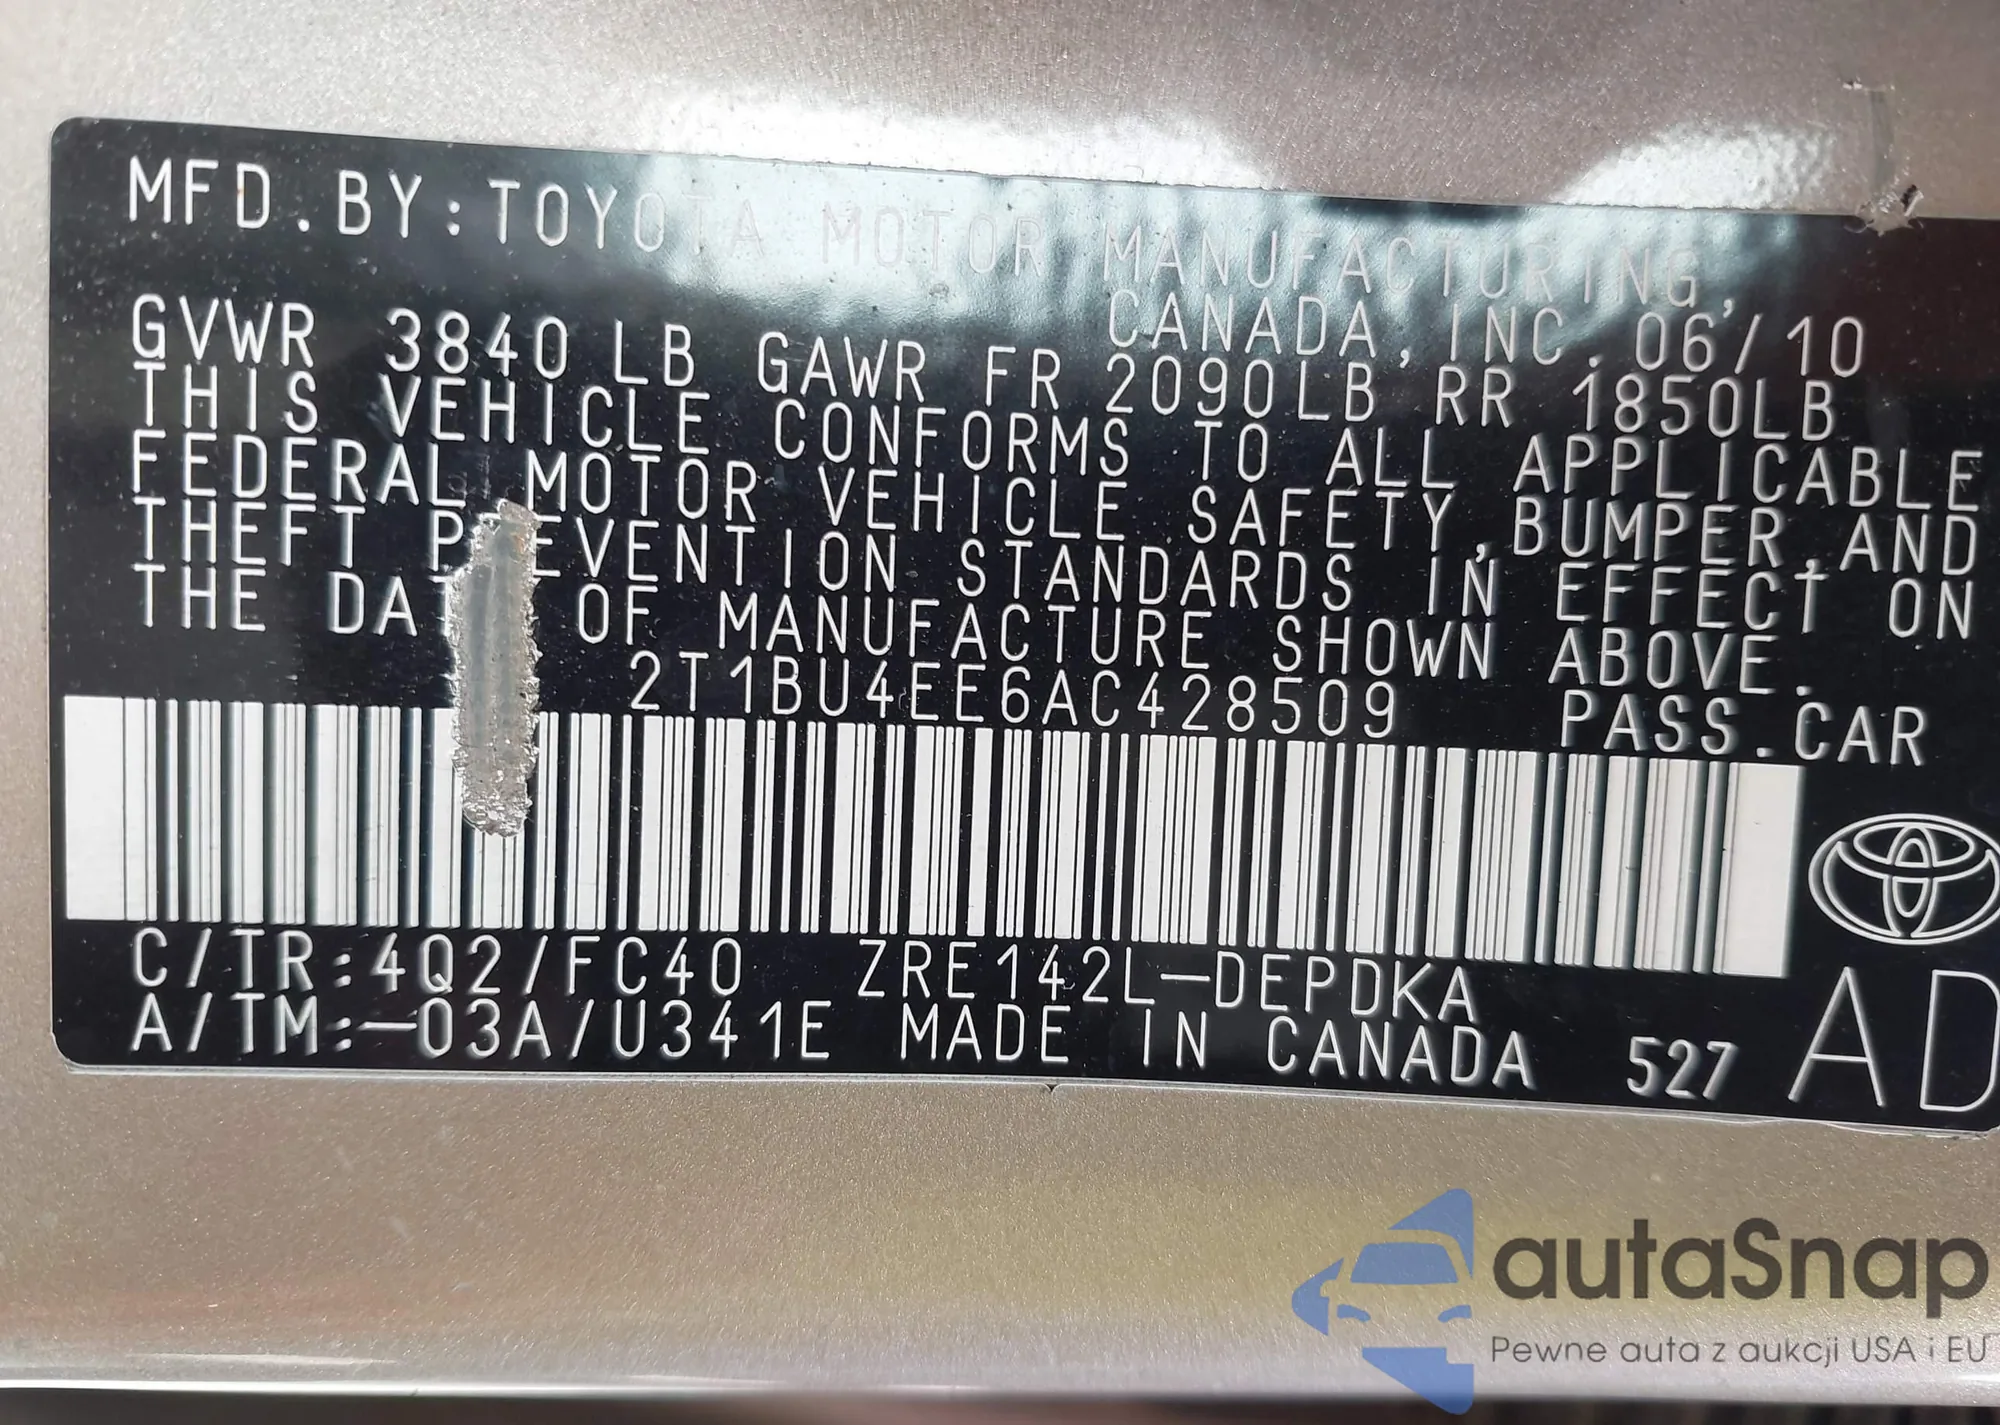 MFD.BY:TOYOTA MOTOR MANUFACTURING,
CANADA, INC. 06/10
GVWR 3840LB GAWR FR 2090LB RR 1850LB
THIS VEHICLE CONFORMS TO ALL APPLICABLE
FEDERAL MOTOR VEHICLE SAFETY,BUMPER,AND
THEFT PREVENTION STANDARDS IN EFFECT ON
THE DATE OF MANUFACTURE SHOWN ABOVE.
2T1BU4EE6AC428509 PASS.CAR
C/TR:4Q2/FC40 ZRE142L-DEPDKA
A/TM:-03A/U341E MADE IN CANADA 527 AD
autaSnap
Pewne auta z aukcji USA i EU